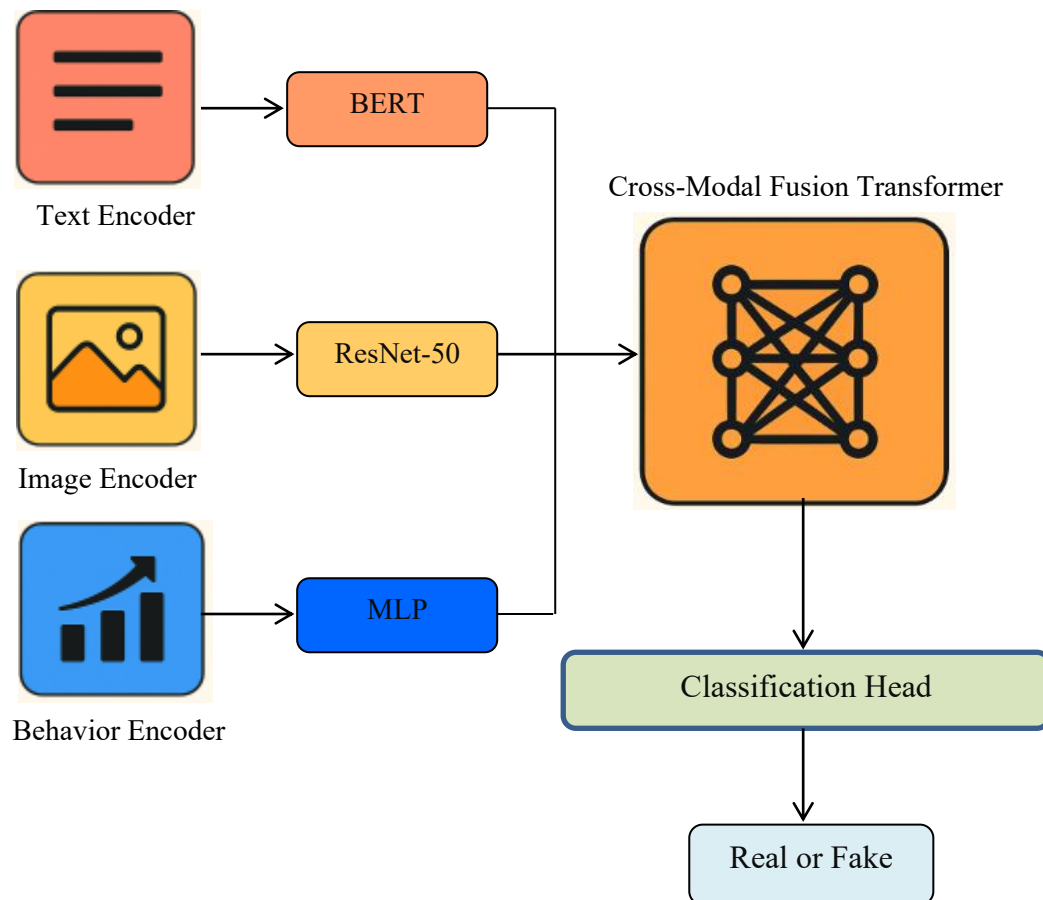 BERT
Text Encoder
Cross-Modal Fusion Transformer
ResNet-50
Image Encoder
MLP
Behavior Encoder
Classification Head
Real or Fake